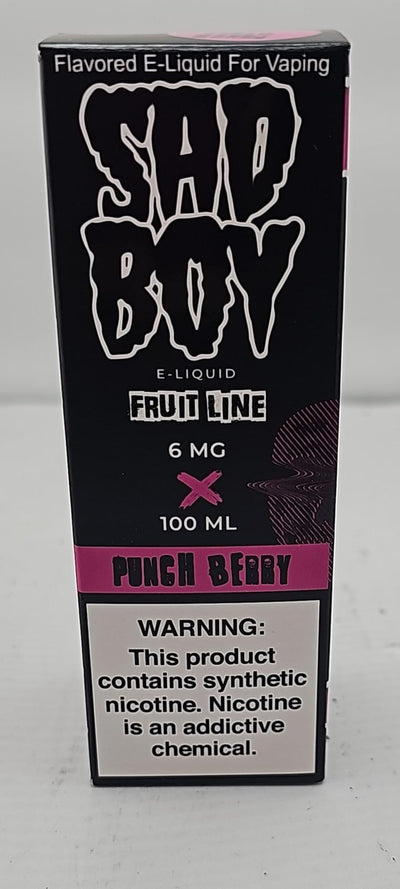 Flavored E-Liquid For Vaping
SAD
BOY
E-LIQUID
FRUIT LINE
6 MG
X
100 ML
PUNCH BERRY
WARNING:
This product
contains synthetic
nicotine. Nicotine
is an addictive
chemical.